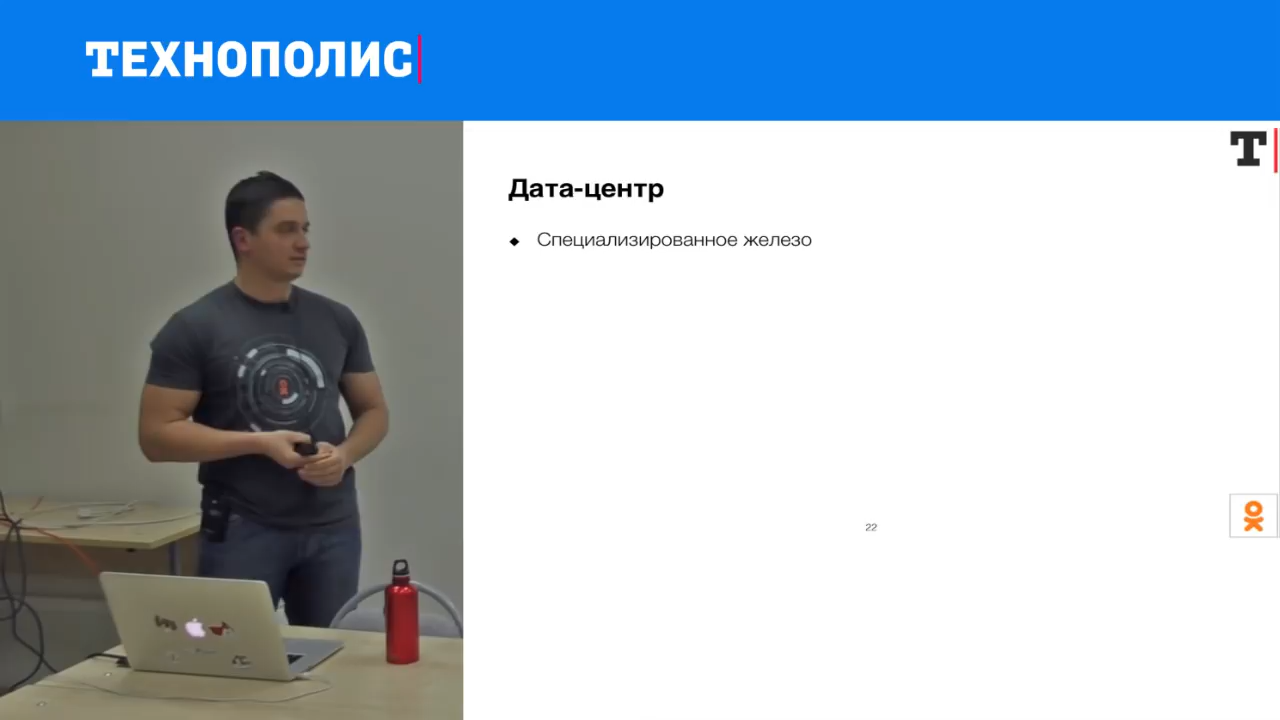 ТЕХНОПОЛИС
Т
Дата-центр
◆ Специализированное железо
22